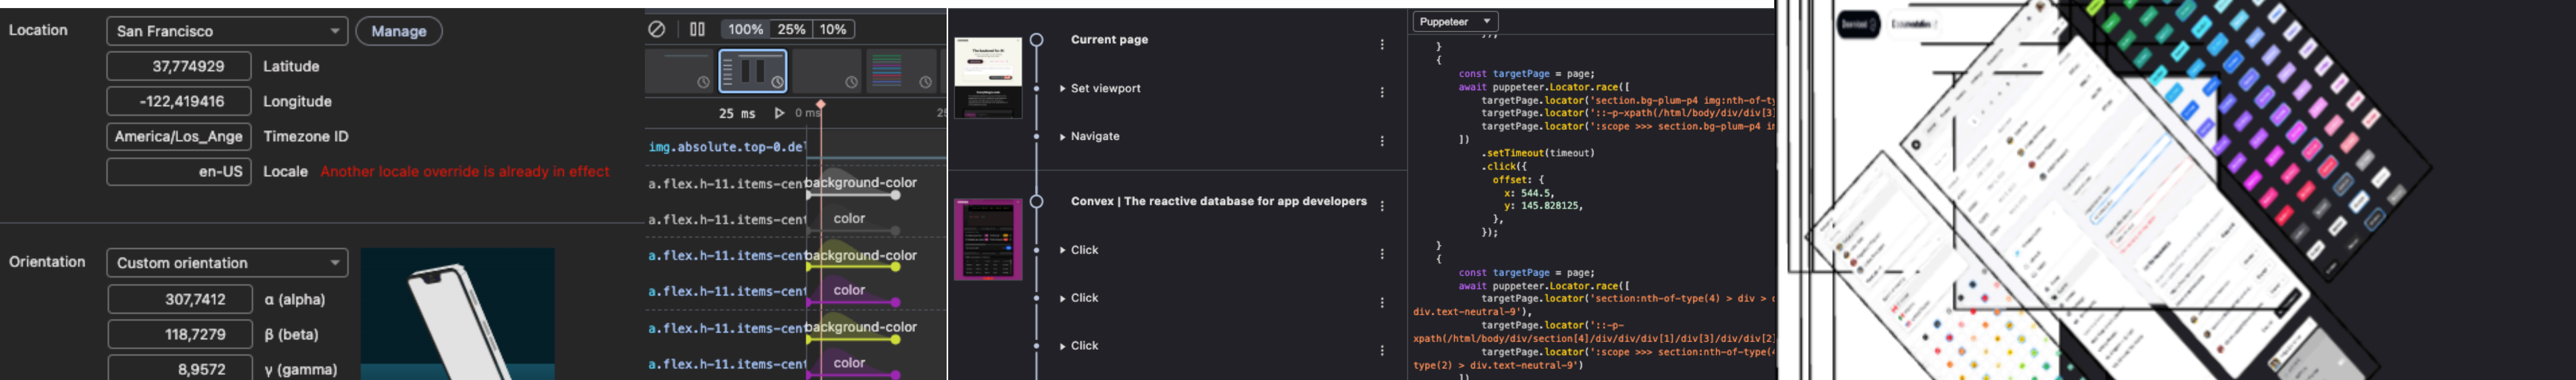 Location
San Francisco
Manage
37,774929 Latitude
-122,419416 Longitude
America/Los_Ange Timezone ID
en-US Locale Another locale override is already in effect
Orientation
Custom orientation
307,7412 α (alpha)
118,7279 β (beta)
8,9572 γ (gamma)
100% 25% 10%
25 ms 0 ms
img.absolute.top-0.de
a.flex.h-11.items-cent background-color
a.flex.h-11.items-cent color
a.flex.h-11.items-cent background-color
a.flex.h-11.items-cent color
a.flex.h-11.items-cent background-color
a.flex.h-11.items-cent color
Current page
Set viewport
Navigate
Convex | The reactive database for app developers
Click
Click
Click
Puppeteer
});
}
{
const targetPage = page;
await puppeteer.Locator.race([
targetPage.locator('section.bg-plum-p4 img:nth-of-ty
targetPage.locator('::-p-xpath(/html/body/div/div[3]
targetPage.locator(':scope >>> section.bg-plum-p4 i
])
.setTimeout(timeout)
.click({
offset: {
x: 544.5,
y: 145.828125,
},
});
}
{
const targetPage = page;
await puppeteer.Locator.race([
targetPage.locator('section:nth-of-type(4) > div >
div.text-neutral-9'),
targetPage.locator('::-p-
xpath(/html/body/div/section[4]/div/div/div[1]/div[3]/div/div[2]
targetPage.locator(':scope >>> section:nth-of-type(
type(2) > div.text-neutral-9')
])